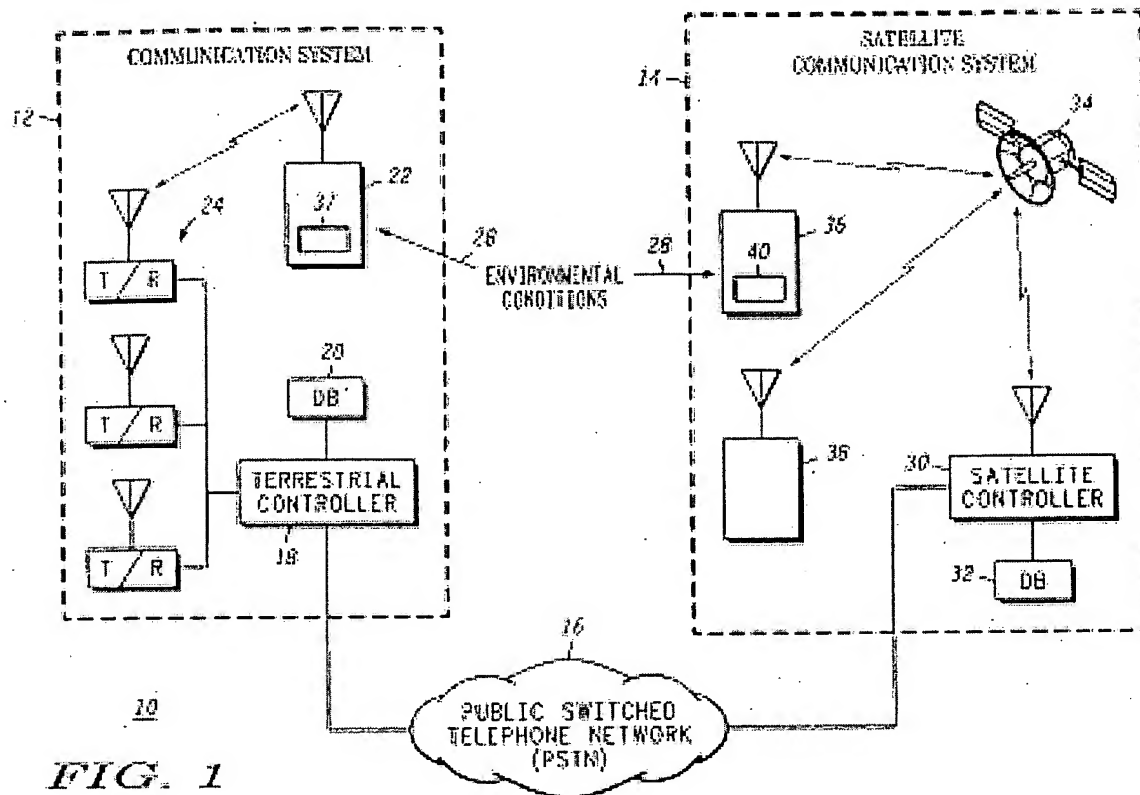 COMMUNICATION SYSTEM
12
22
37
24
T / R
T / R
T / R
26
ENVIRONMENTAL
CONDITIONS
28
20
DB
TERRESTRIAL
CONTROLLER
18
SATELLITE
COMMUNICATION SYSTEM
14
34
36
40
38
30
SATELLITE
CONTROLLER
32
DB
16
PUBLIC SWITCHED
TELEPHONE NETWORK
(PSTN)
10
FIG. 1